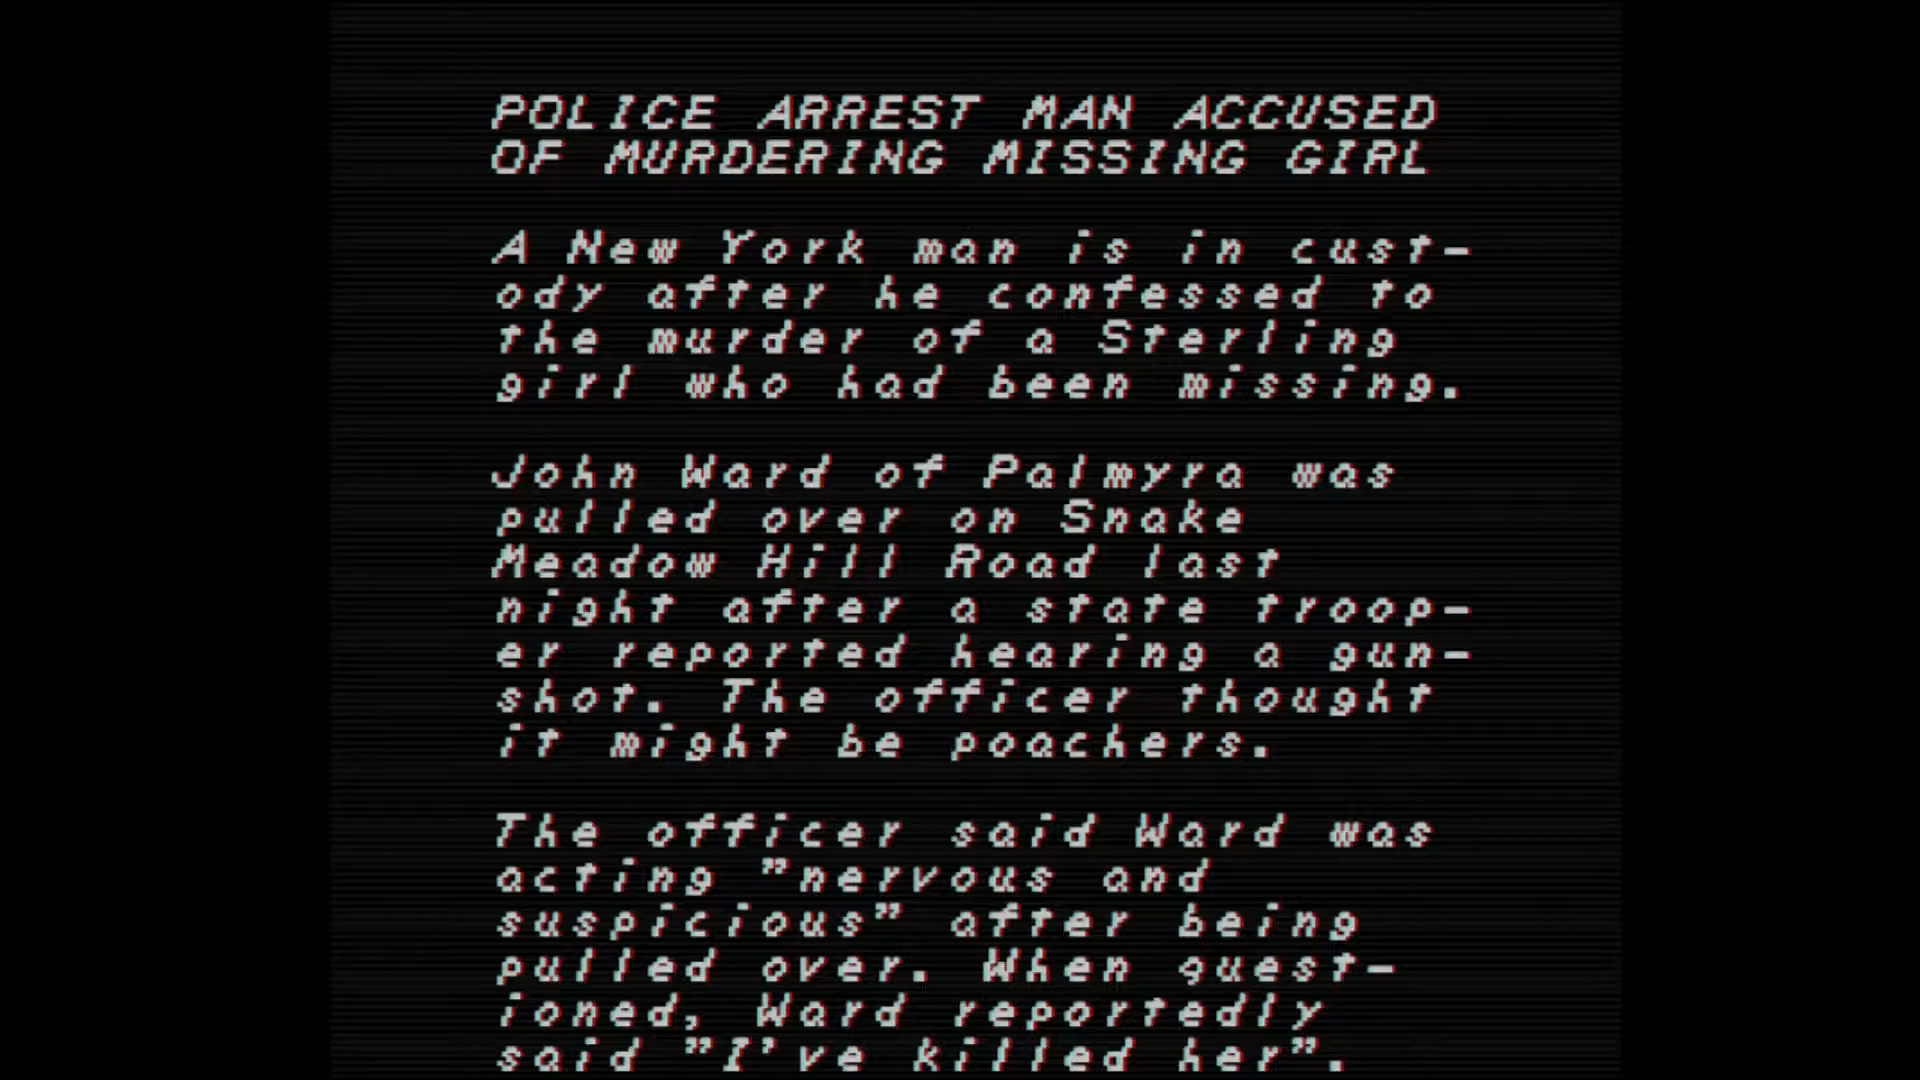 POLICE ARREST MAN ACCUSED
OF MURDERING MISSING GIRL
A New York man is in cust-
ody after he confessed to
the murder of a Sterling
girl who had been missing.
John Ward of Palmyra was
pulled over on Snake
Meadow Hill Road last
night after a state troop-
er reported hearing a gun-
shot. The officer thought
it might be poachers.
The officer said Ward was
acting "nervous and
suspicious" after being
pulled over. When quest-
ioned, Ward reportedly
said "I've killed her".